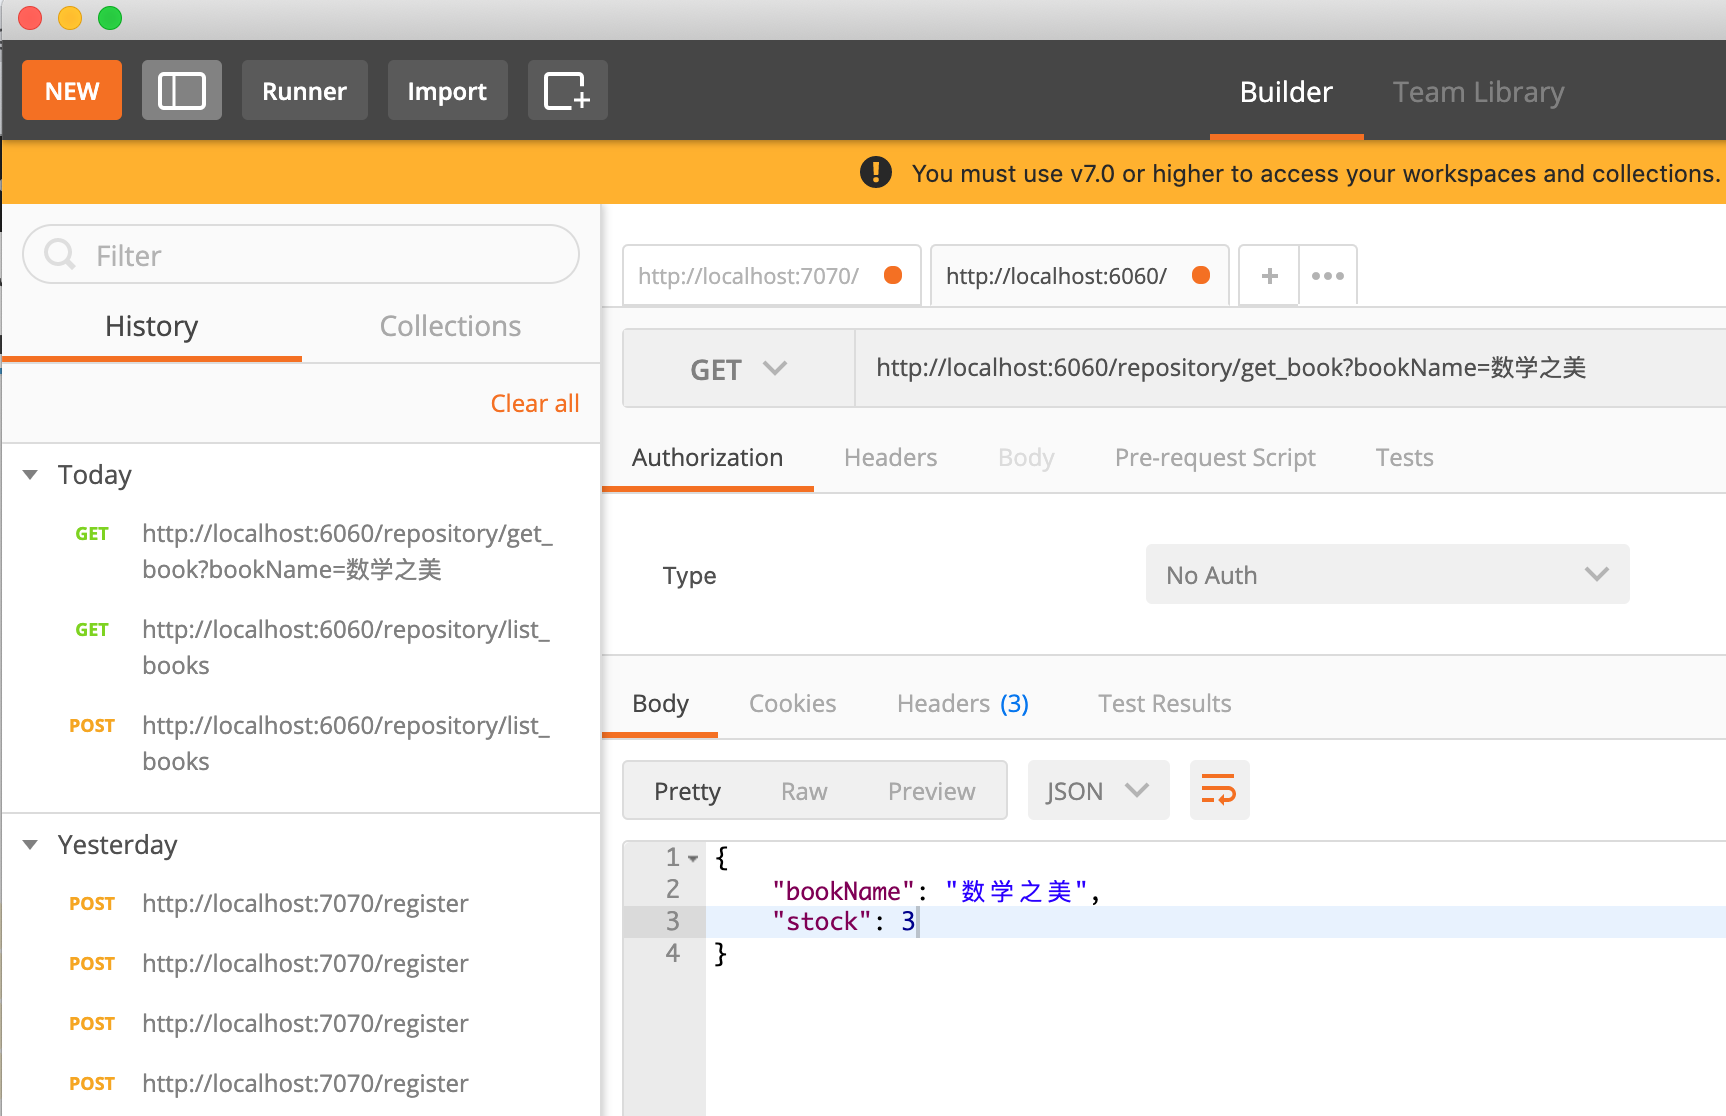 NEW
Runner
Import
Builder
Team Library
You must use v7.0 or higher to access your workspaces and collections.
Filter
History
Collections
Clear all
Today
GET
http://localhost:6060/repository/get_
book?bookName=数学之美
GET
http://localhost:6060/repository/list_
books
POST
http://localhost:6060/repository/list_
books
Yesterday
POST
http://localhost:7070/register
POST
http://localhost:7070/register
POST
http://localhost:7070/register
POST
http://localhost:7070/register
http://localhost:7070/
http://localhost:6060/
GET
http://localhost:6060/repository/get_book?bookName=数学之美
Authorization
Headers
Body
Pre-request Script
Tests
Type
No Auth
Body
Cookies
Headers (3)
Test Results
Pretty
Raw
Preview
JSON
1 {
2 "bookName": "数学之美",
3 "stock": 3
4 }